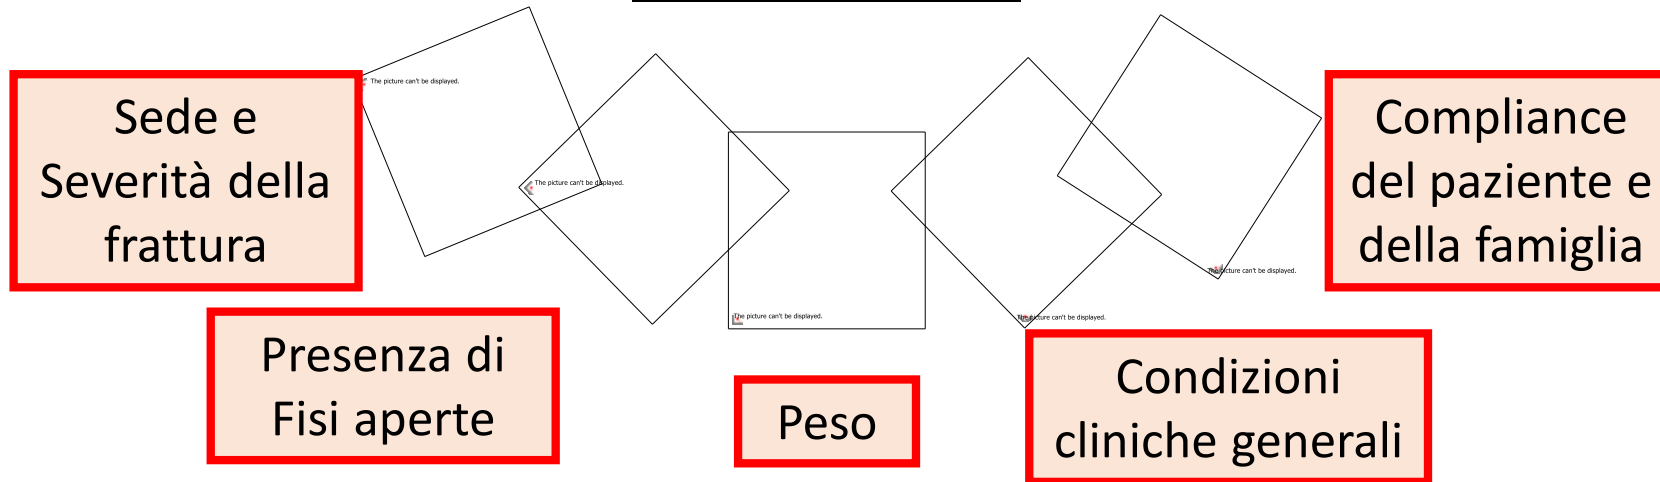 The picture can't be displayed.
Sede e
Severità della
frattura
The picture can't be displayed.
Compliance
del paziente e
della famiglia
The picture can't be displayed.
The picture can't be displayed.
The picture can't be displayed.
Presenza di
Fisi aperte
Peso
Condizioni
cliniche generali